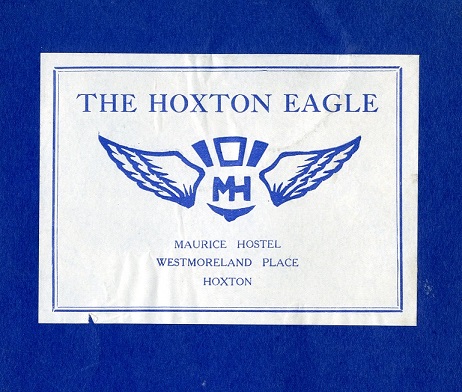 THE HOXTON EAGLE
MH
MAURICE HOSTEL
WESTMORELAND PLACE
HOXTON